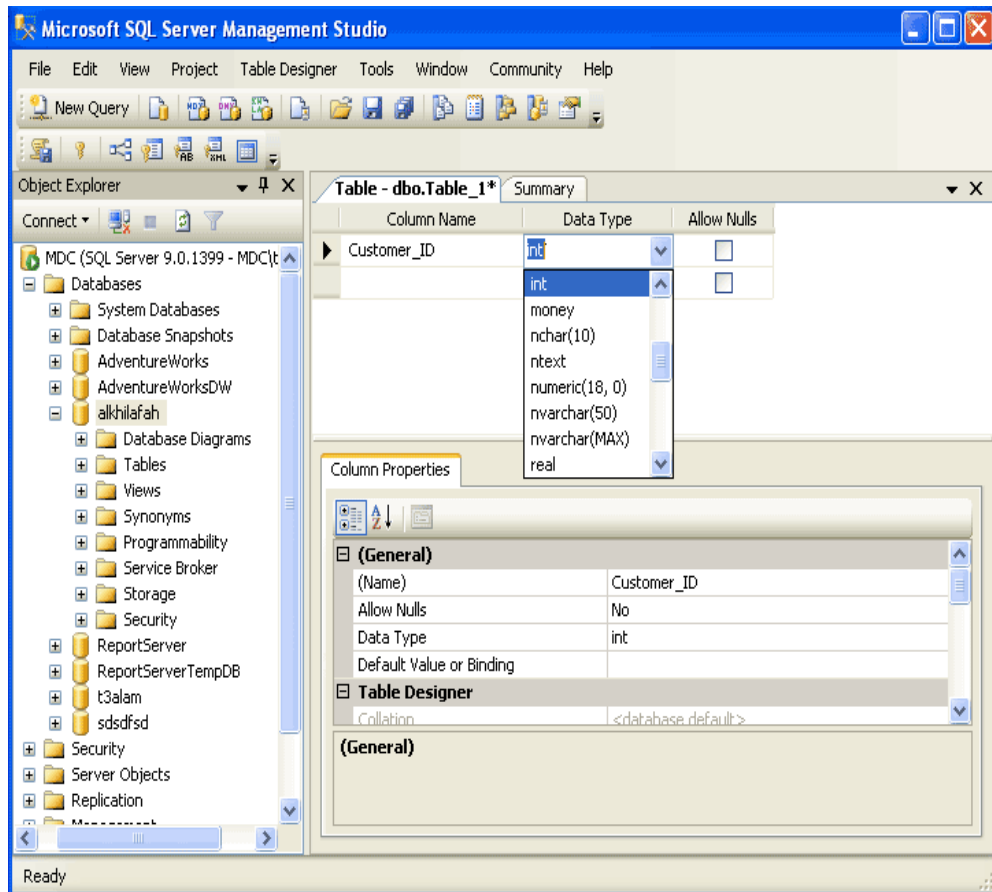 Microsoft SQL Server Management Studio
File Edit View Project Table Designer Tools Window Community Help
New Query
Object Explorer
Connect
MDC (SQL Server 9.0.1399 - MDC\t
Databases
System Databases
Database Snapshots
AdventureWorks
AdventureWorksDW
alkhilafah
Database Diagrams
Tables
Views
Synonyms
Programmability
Service Broker
Storage
Security
ReportServer
ReportServerTempDB
t3alam
sdsdfsd
Security
Server Objects
Replication
Management
Table - dbo.Table_1* Summary
Column Name Data Type Allow Nulls
Customer_ID int
int
money
nchar(10)
ntext
numeric(18, 0)
nvarchar(50)
nvarchar(MAX)
real
Column Properties
(General)
(Name) Customer_ID
Allow Nulls No
Data Type int
Default Value or Binding
Table Designer
Collation <database default>
(General)
Ready